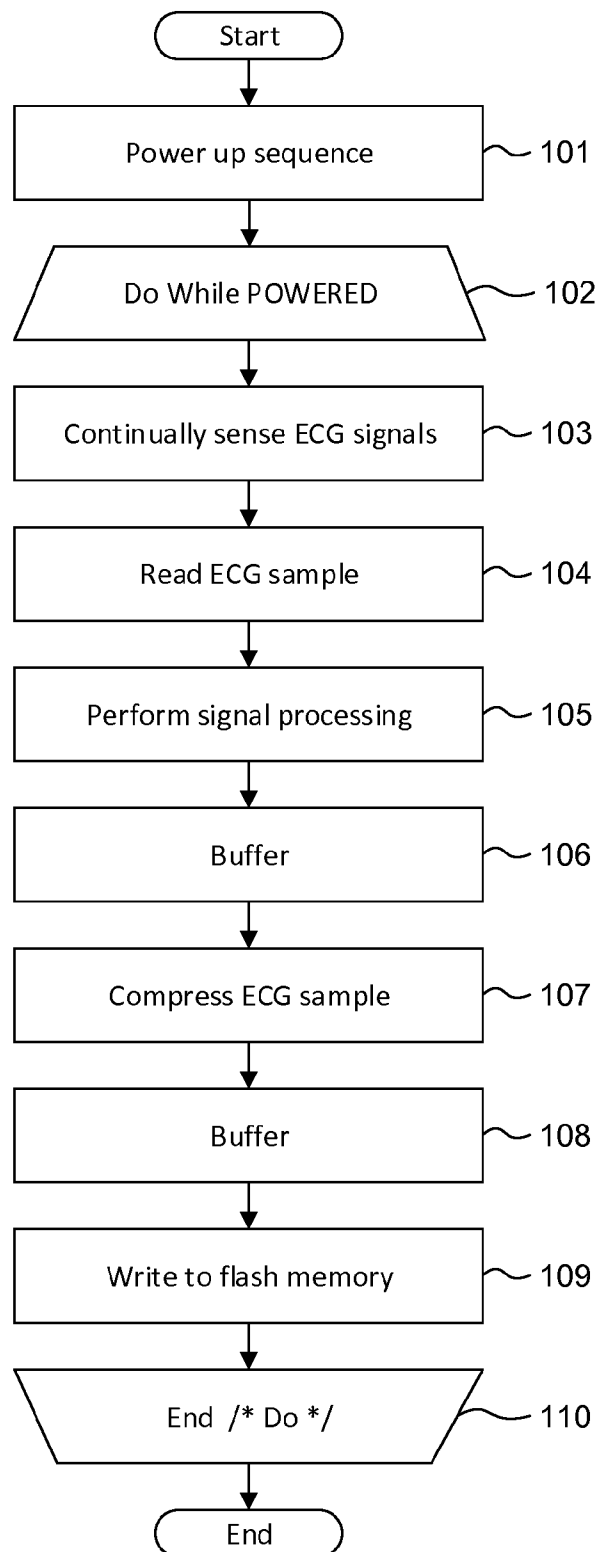 Start
Power up sequence
101
Do While POWERED
102
Continually sense ECG signals
103
Read ECG sample
104
Perform signal processing
105
Buffer
106
Compress ECG sample
107
Buffer
108
Write to flash memory
109
End /* Do */
110
End